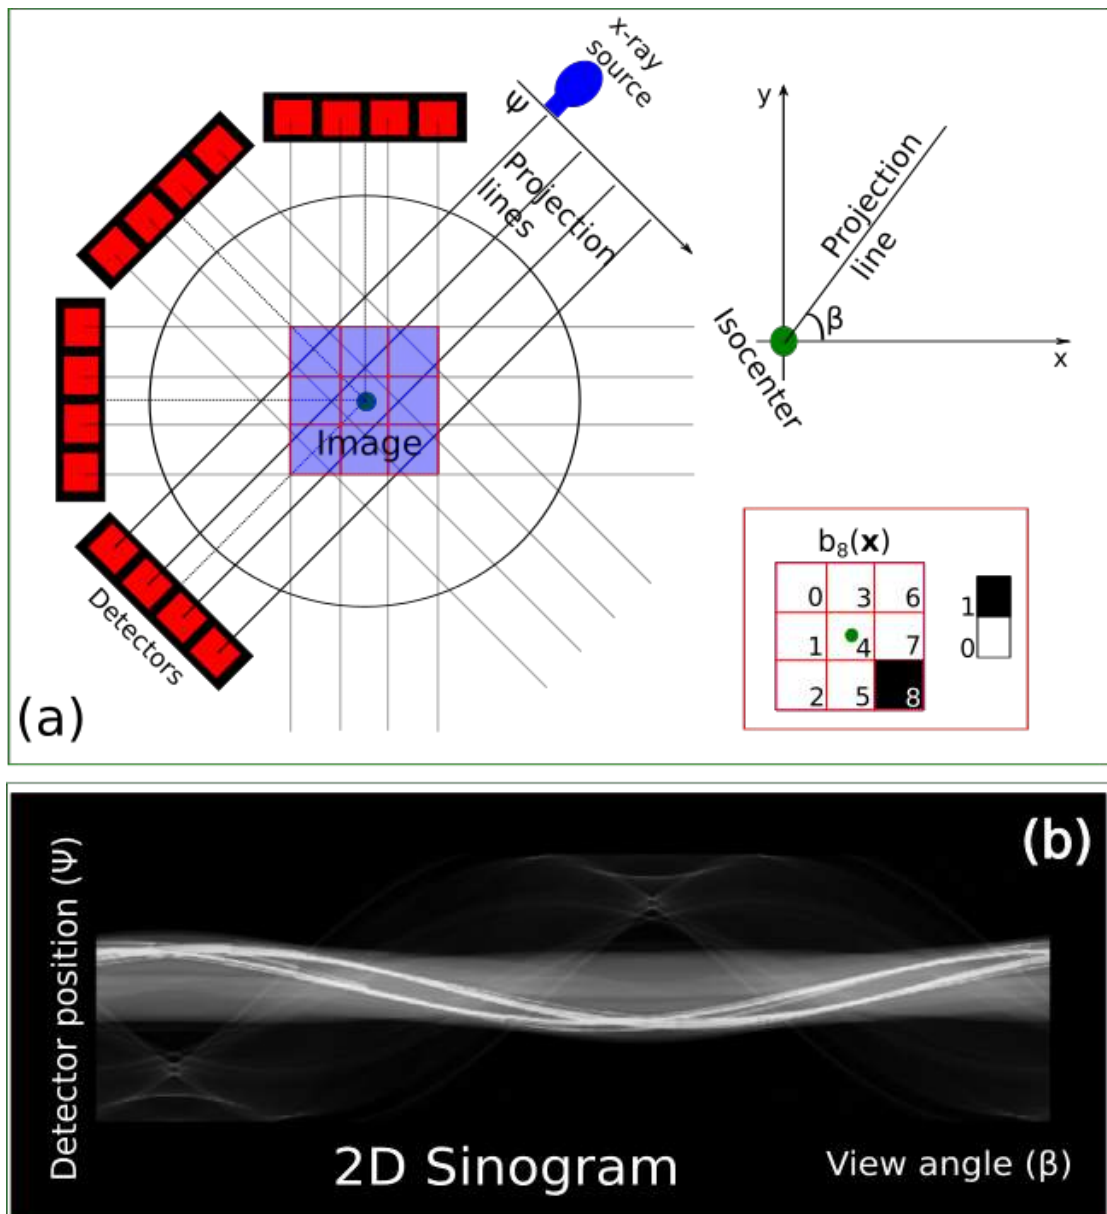 x-ray
source
Ψ
Projection
lines
Image
Detectors
(a)
y
Projection
line
β
x
Isocenter
b₈(𝐱)
0 3 6
1 4 7
2 5 8
1
0
(b)
Detector position (Ψ)
2D Sinogram
View angle (β)